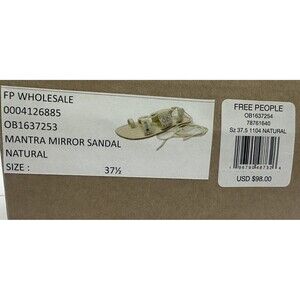 FP WHOLESALE
0004126885
OB1637253
MANTRA MIRROR SANDAL
NATURAL
SIZE : 37½
FREE PEOPLE
OB1637254
78761640
Sz 37.5 1104 NATURAL
USD $98.00